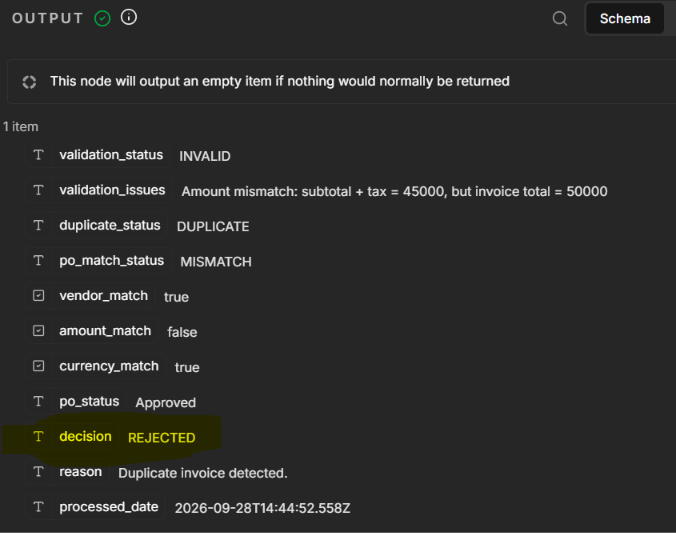 OUTPUT
Schema
This node will output an empty item if nothing would normally be returned
1 item
T validation_status INVALID
T validation_issues Amount mismatch: subtotal + tax = 45000, but invoice total = 50000
T duplicate_status DUPLICATE
T po_match_status MISMATCH
vendor_match true
amount_match false
currency_match true
T po_status Approved
T decision REJECTED
T reason Duplicate invoice detected.
T processed_date 2026-09-28T14:44:52.558Z